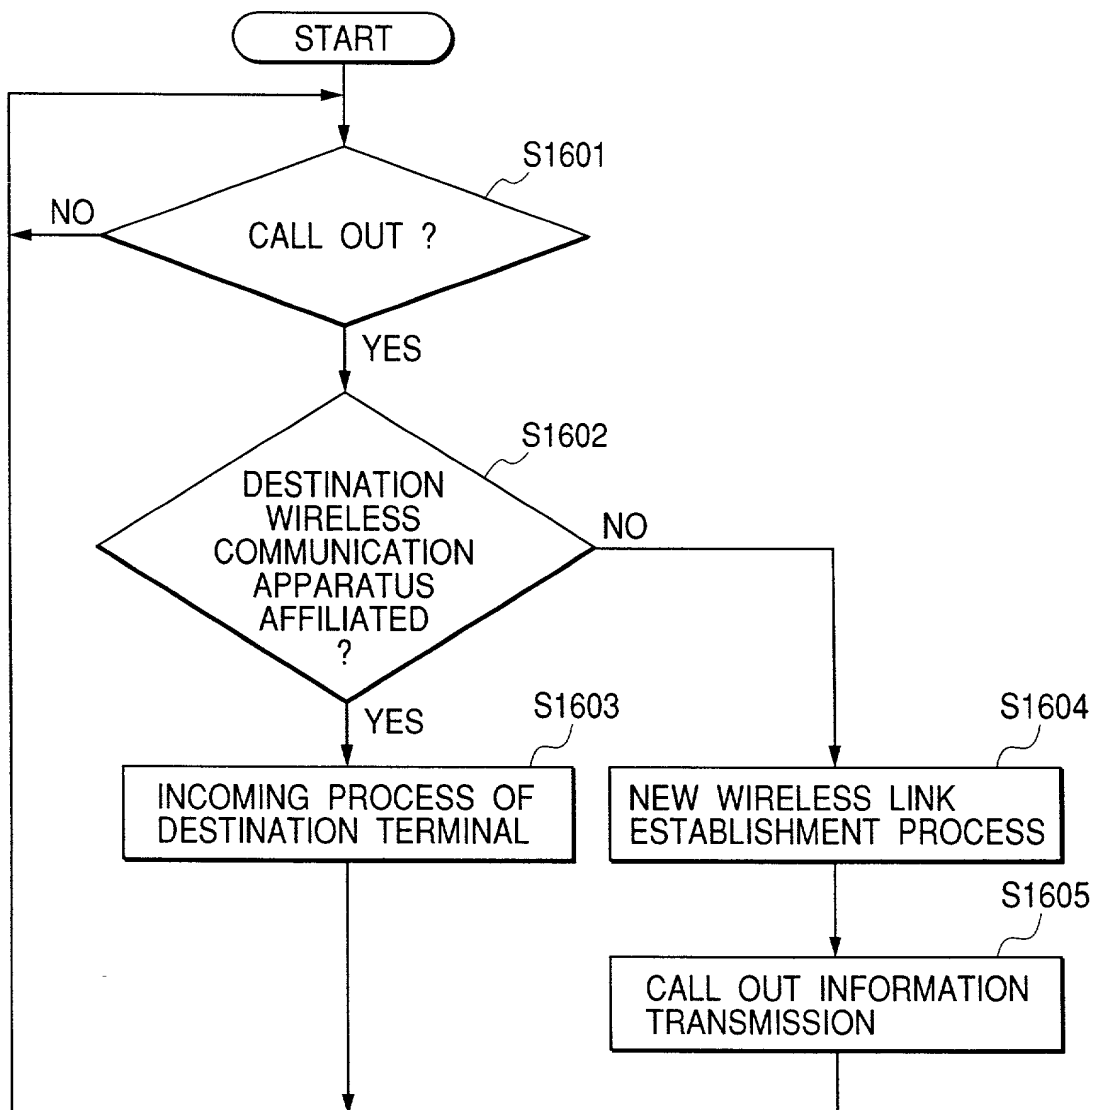 START
S1601
NO
CALL OUT ?
YES
S1602
DESTINATION
WIRELESS
COMMUNICATION
APPARATUS
AFFILIATED
?
NO
YES
S1603
S1604
INCOMING PROCESS OF
DESTINATION TERMINAL
NEW WIRELESS LINK
ESTABLISHMENT PROCESS
S1605
CALL OUT INFORMATION
TRANSMISSION